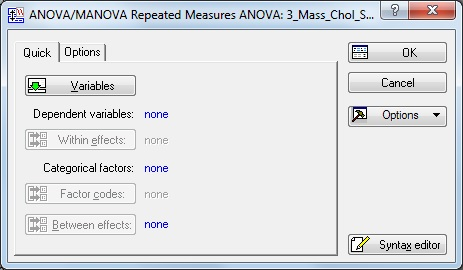 ANOVA/MANOVA Repeated Measures ANOVA: 3_Mass_Chol_S...
Quick Options
Variables
Dependent variables: none
Within effects: none
Categorical factors: none
Factor codes: none
Between effects: none
OK
Cancel
Options
Syntax editor